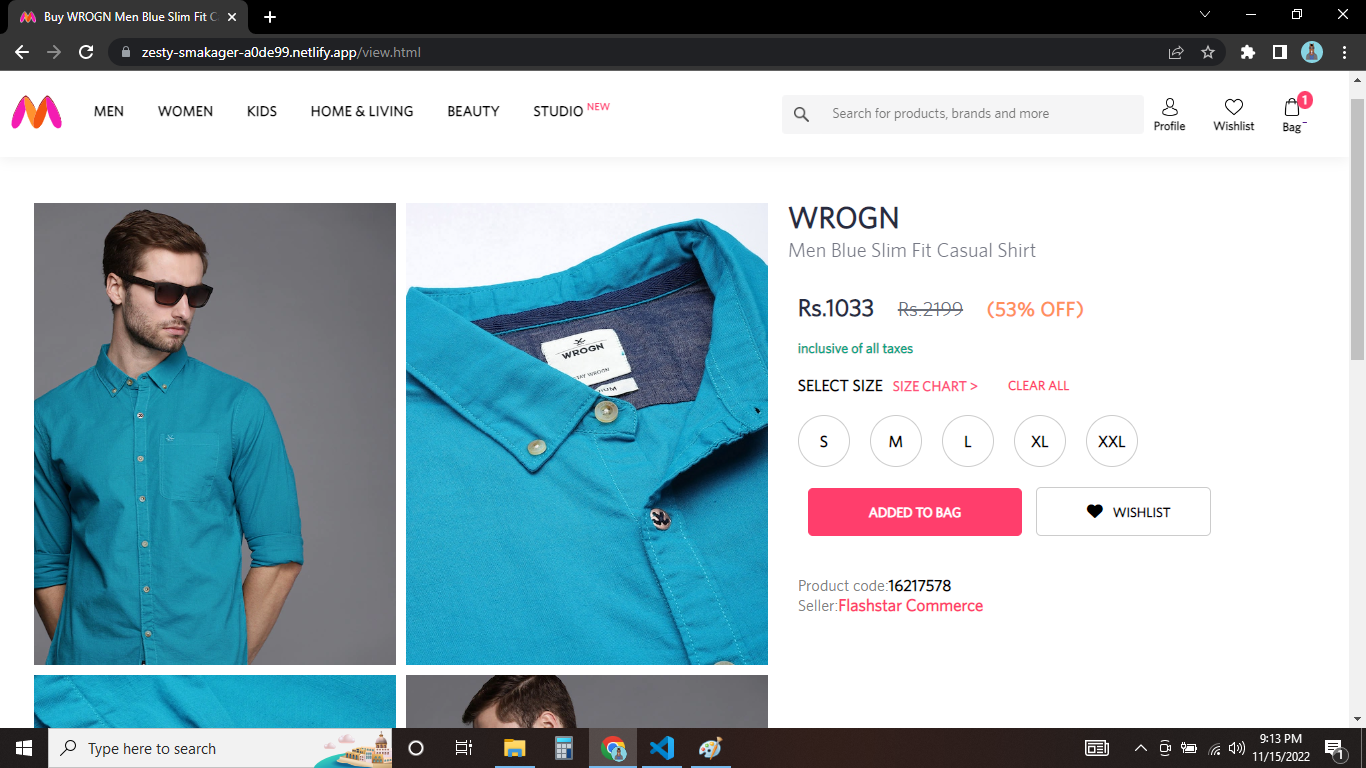 Buy WROGN Men Blue Slim Fit C
zesty-smakager-a0de99.netlify.app/view.html
MEN WOMEN KIDS HOME & LIVING BEAUTY STUDIO NEW
Search for products, brands and more
Profile Wishlist Bag 1
WROGN
Men Blue Slim Fit Casual Shirt
Rs.1033 Rs.2199 (53% OFF)
inclusive of all taxes
SELECT SIZE SIZE CHART > CLEAR ALL
S M L XL XXL
ADDED TO BAG WISHLIST
Product code:16217578
Seller:Flashstar Commerce
WROGN
Type here to search
9:13 PM
11/15/2022
1